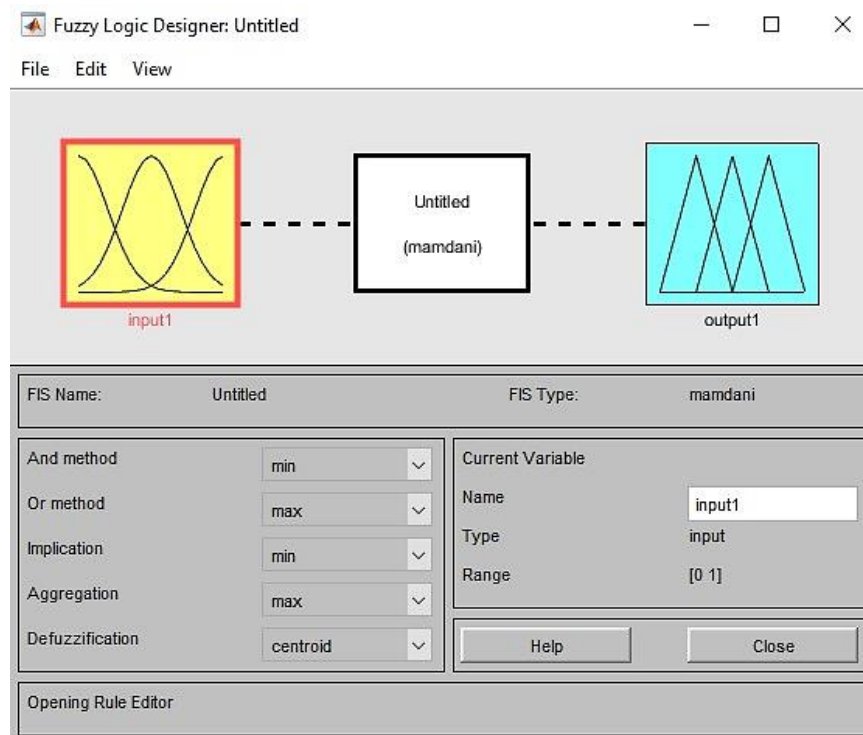 Fuzzy Logic Designer: Untitled
File Edit View
Untitled
(mamdani)
input1
output1
FIS Name: Untitled FIS Type: mamdani
And method min
Or method max
Implication min
Aggregation max
Defuzzification centroid
Current Variable
Name input1
Type input
Range [0 1]
Help Close
Opening Rule Editor